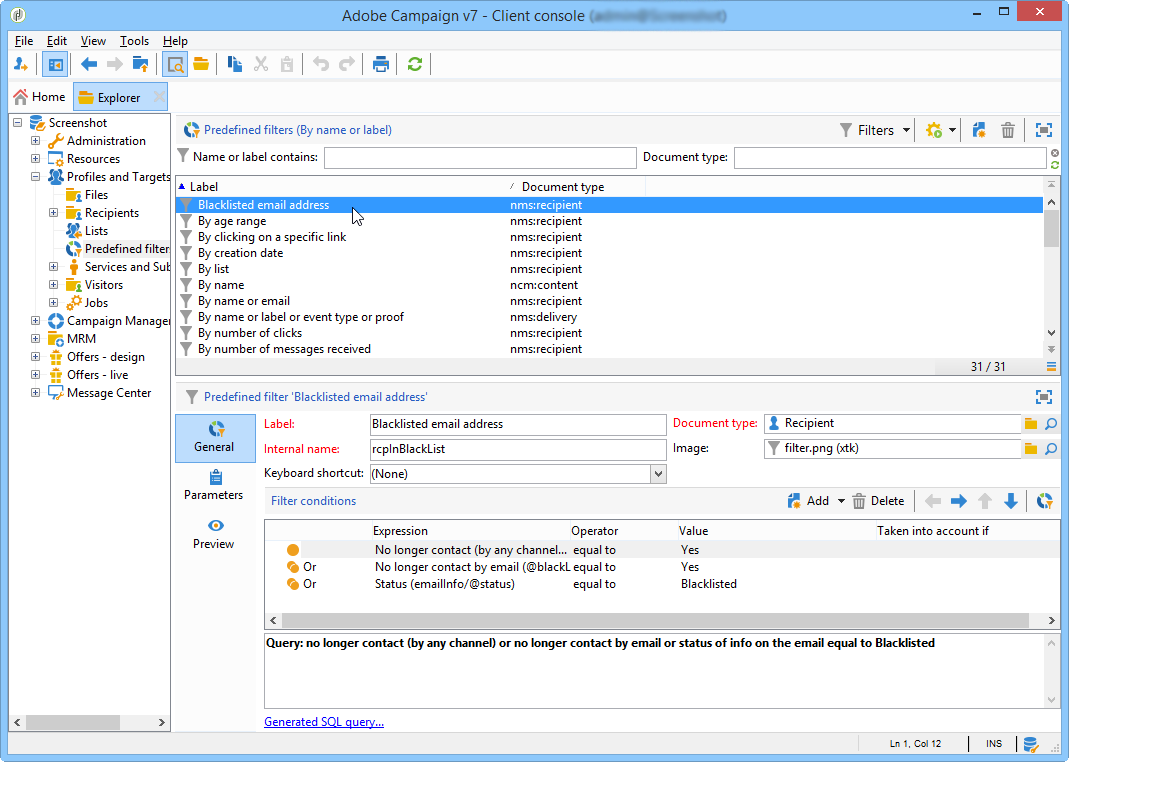 Adobe Campaign v7 - Client console
File Edit View Tools Help
Home Explorer
Screenshot
Administration
Resources
Profiles and Targets
Files
Recipients
Lists
Predefined filter
Services and Sub
Visitors
Jobs
Campaign Manager
MRM
Offers - design
Offers - live
Message Center
Predefined filters (By name or label) Filters
Name or label contains: Document type:
Label Document type
Blacklisted email address nms:recipient
By age range nms:recipient
By clicking on a specific link nms:recipient
By creation date nms:recipient
By list nms:recipient
By name ncm:content
By name or email nms:recipient
By name or label or event type or proof nms:delivery
By number of clicks nms:recipient
By number of messages received nms:recipient
31 / 31
Predefined filter 'Blacklisted email address'
General
Parameters
Preview
Label: Blacklisted email address Document type: Recipient
Internal name: rcpInBlackList Image: filter.png (xtk)
Keyboard shortcut: (None)
Filter conditions Add Delete
Expression Operator Value Taken into account if
No longer contact (by any channel... equal to Yes
Or No longer contact by email (@blackL equal to Yes
Or Status (emailInfo/@status) equal to Blacklisted
Query: no longer contact (by any channel) or no longer contact by email or status of info on the email equal to Blacklisted
Generated SQL query...
Ln 1, Col 12 INS